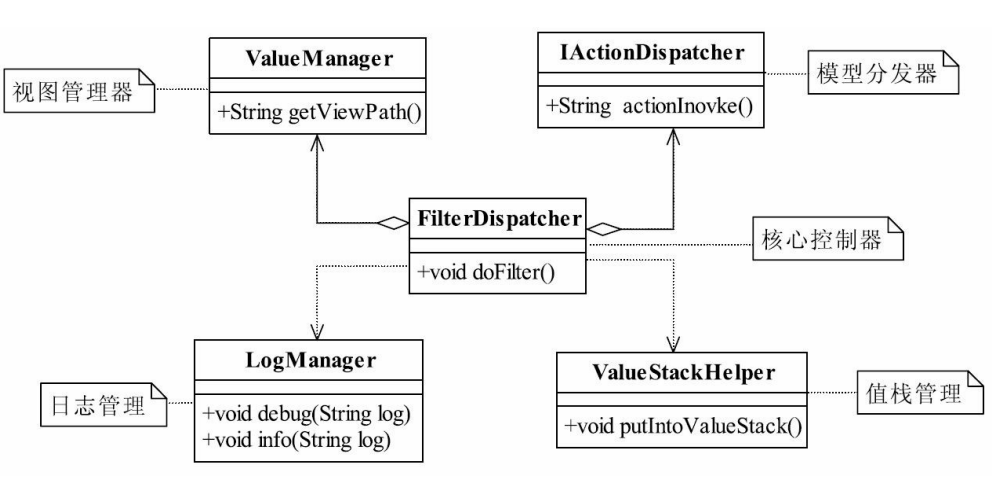 ValueManager
+String getViewPath()
视图管理器
IActionDispatcher
+String actionInovke()
模型分发器
FilterDispatcher
+void doFilter()
核心控制器
LogManager
+void debug(String log)
+void info(String log)
日志管理
ValueStackHelper
+void putIntoValueStack()
值栈管理